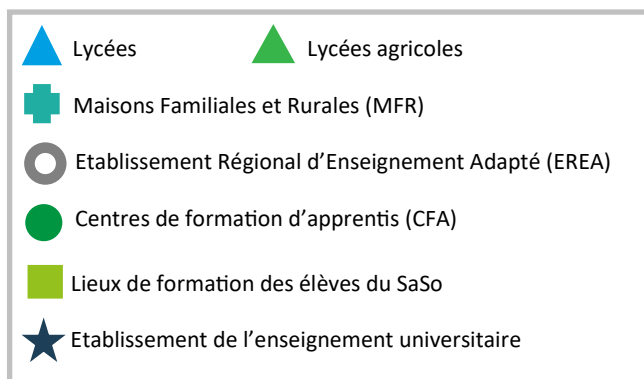 Lycées Lycées agricoles
Maisons Familiales et Rurales (MFR)
Etablissement Régional d’Enseignement Adapté (EREA)
Centres de formation d’apprentis (CFA)
Lieux de formation des élèves du SaSo
Etablissement de l’enseignement universitaire